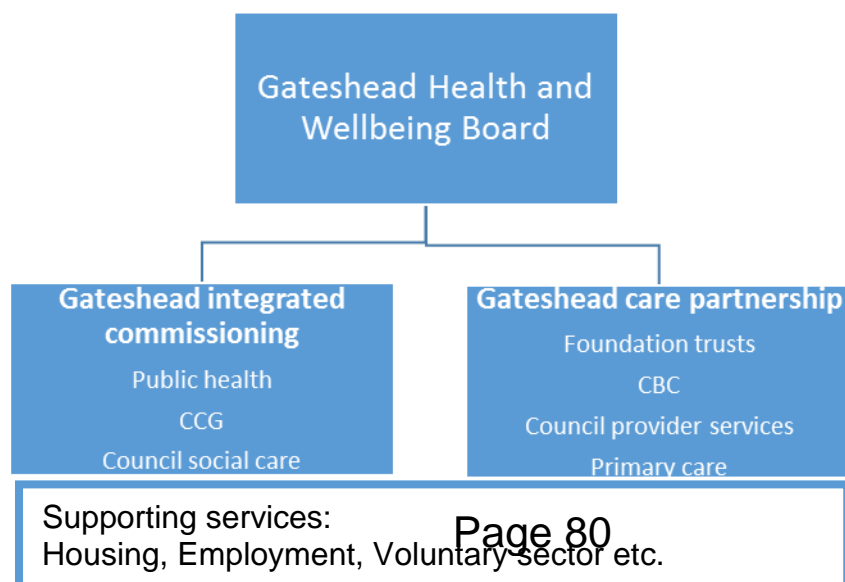 Gateshead Health and
Wellbeing Board
Gateshead integrated
commissioning
Public health
CCG
Council social care
Gateshead care partnership
Foundation trusts
CBC
Council provider services
Primary care
Supporting services:
Housing, Employment, Voluntary sector etc.
Page 80